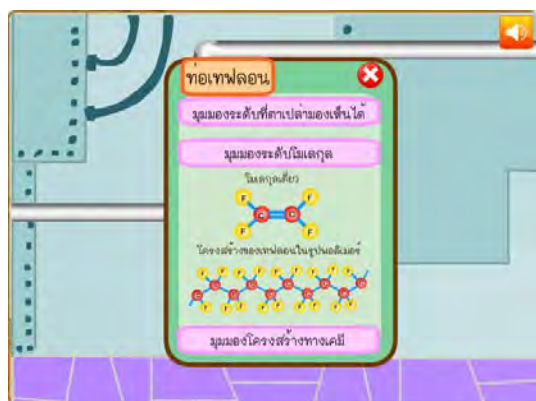 ท่อเทฟลอน
มุมมองระดับที่ตาเปล่ามองเห็นได้
มุมมองระดับโมเลกุล
โมเลกุลเดี่ยว
F F
C C
F F
โครงสร้างของเทฟลอนในรูปพอลิเมอร์
F F F F F F F F F F
C C C C C C C C C C
F F F F F F F F F F
มุมมองโครงสร้างทางเคมี